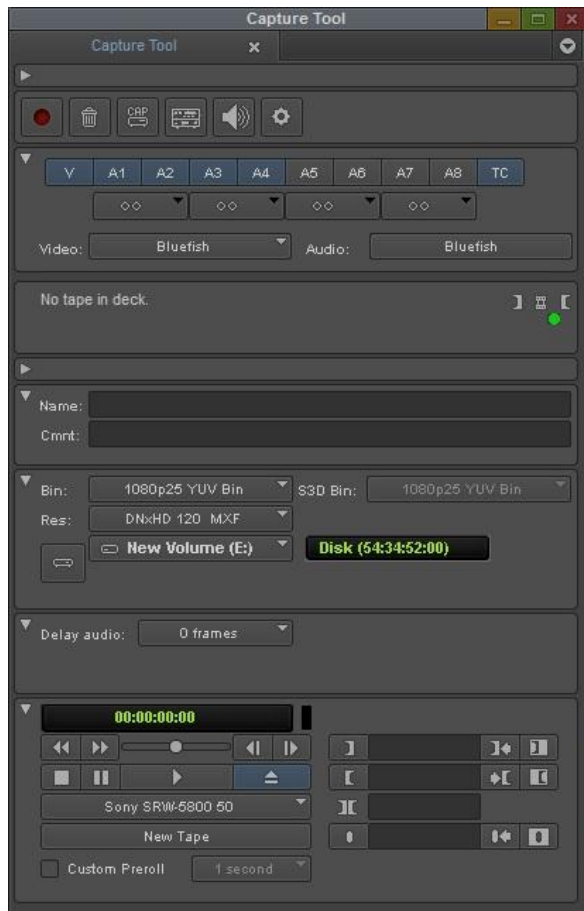 Capture Tool
Capture Tool
CAP
V A1 A2 A3 A4 A5 A6 A7 A8 TC
Video: Bluefish Audio: Bluefish
No tape in deck.
Name:
Cmnt:
Bin: 1080p25 YUV Bin S3D Bin: 1080p25 YUV Bin
Res: DNxHD 120 MXF
New Volume (E:) Disk (54:34:52:00)
Delay audio: 0 frames
00:00:00:00
Sony SRW-5800 50
New Tape
Custom Preroll 1 second